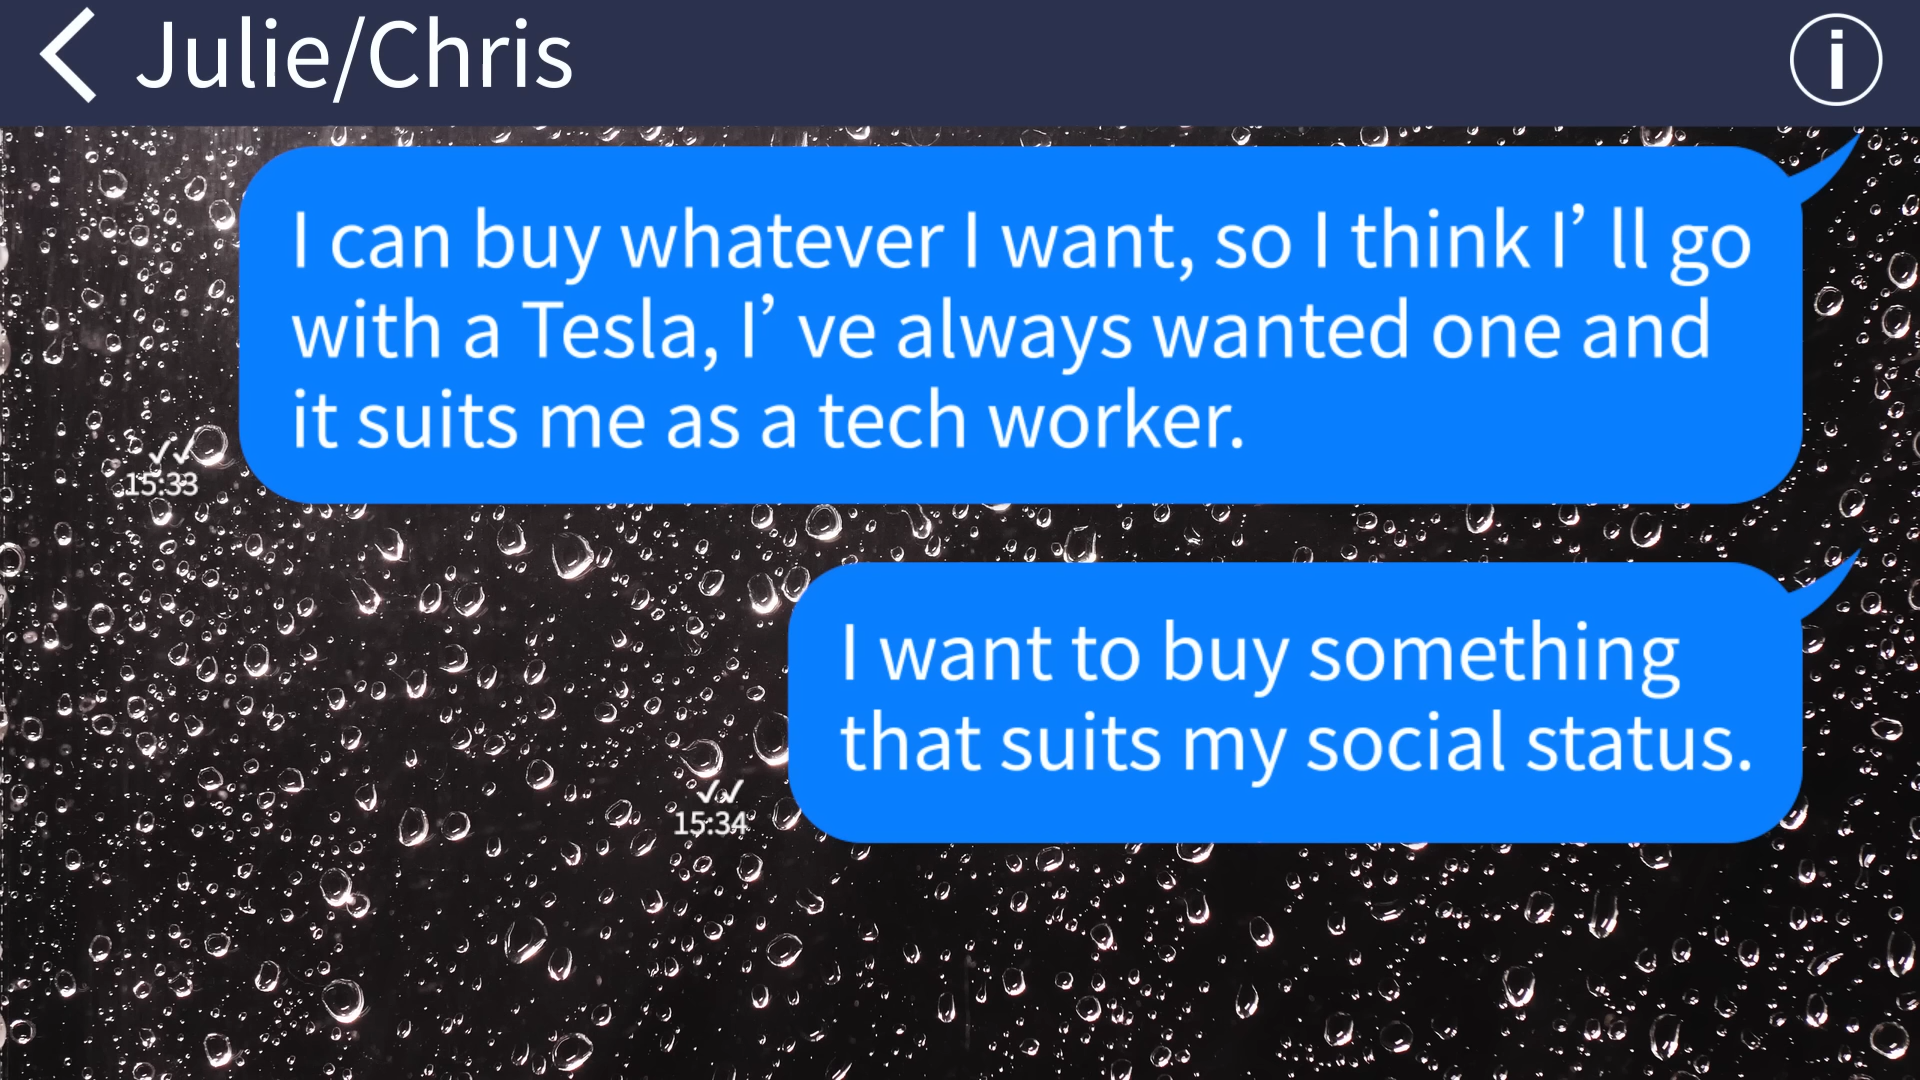 Julie/Chris
I can buy whatever I want, so I think I’ ll go
with a Tesla, I’ ve always wanted one and
it suits me as a tech worker.
15:33
I want to buy something
that suits my social status.
15:34